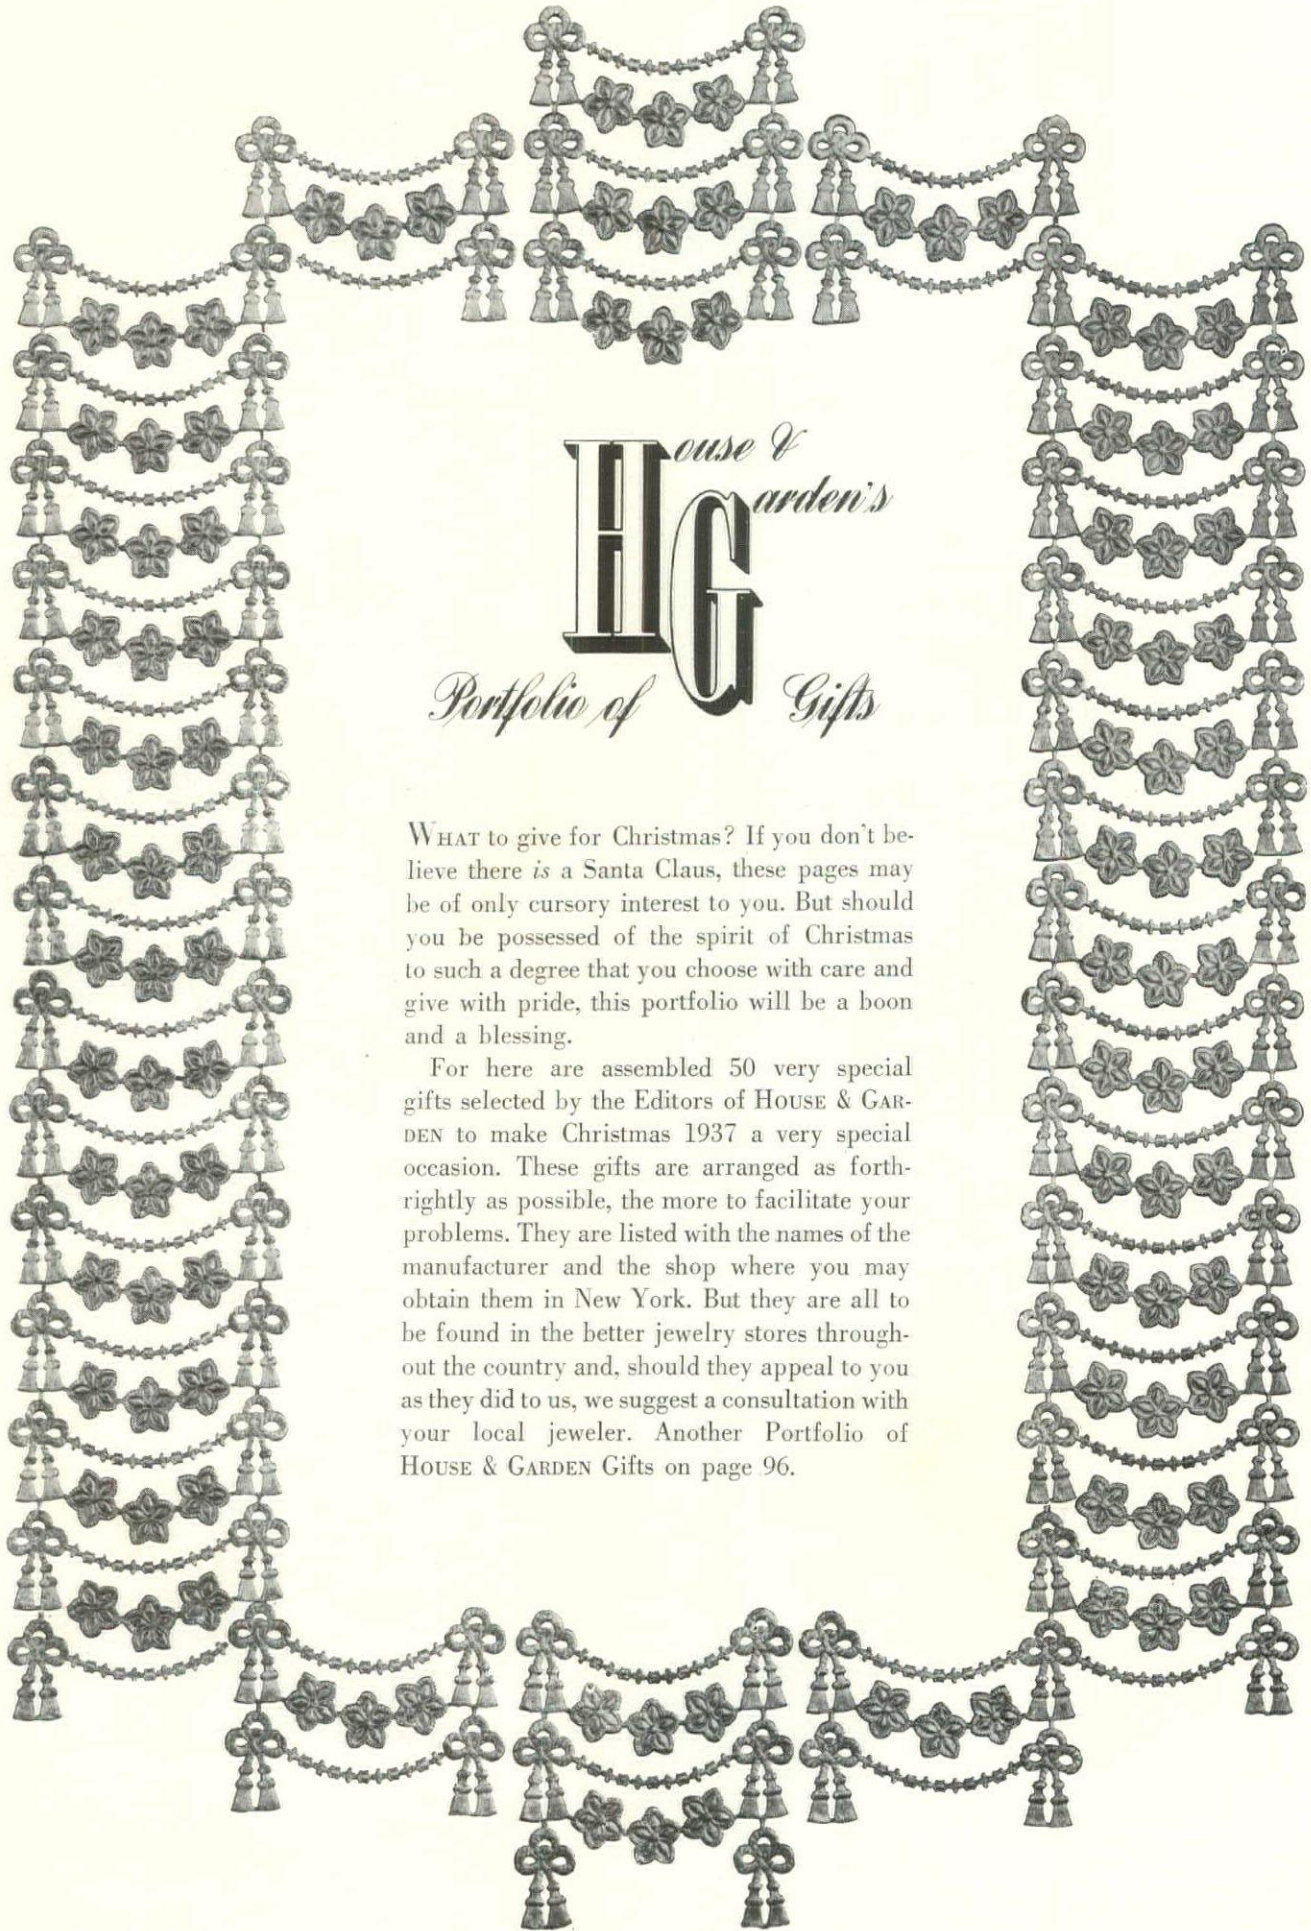 House &
Garden's
Portfolio of Gifts
WHAT to give for Christmas? If you don't be-
lieve there is a Santa Claus, these pages may
be of only cursory interest to you. But should
you be possessed of the spirit of Christmas
to such a degree that you choose with care and
give with pride, this portfolio will be a boon
and a blessing.
For here are assembled 50 very special
gifts selected by the Editors of HOUSE & GAR-
DEN to make Christmas 1937 a very special
occasion. These gifts are arranged as forth-
rightly as possible, the more to facilitate your
problems. They are listed with the names of the
manufacturer and the shop where you may
obtain them in New York. But they are all to
be found in the better jewelry stores through-
out the country and, should they appeal to you
as they did to us, we suggest a consultation with
your local jeweler. Another Portfolio of
HOUSE & GARDEN Gifts on page 96.